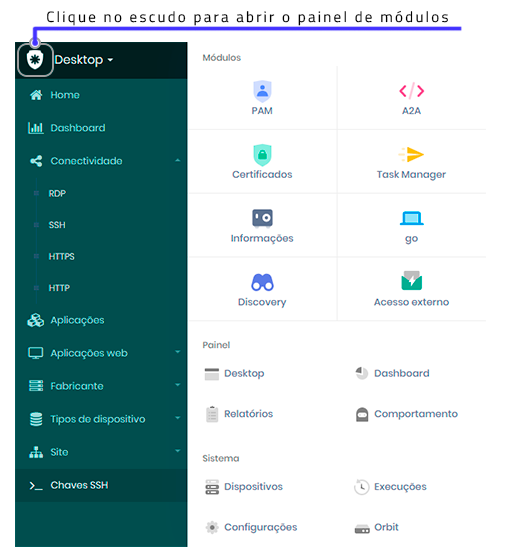 Clique no escudo para abrir o painel de módulos
Desktop
Home
Dashboard
Conectividade
RDP
SSH
HTTPS
HTTP
Aplicações
Aplicações web
Fabricante
Tipos de dispositivo
Site
Chaves SSH
Módulos
PAM
A2A
Certificados
Task Manager
Informações
go
Discovery
Acesso externo
Painel
Desktop
Dashboard
Relatórios
Comportamento
Sistema
Dispositivos
Execuções
Configurações
Orbit